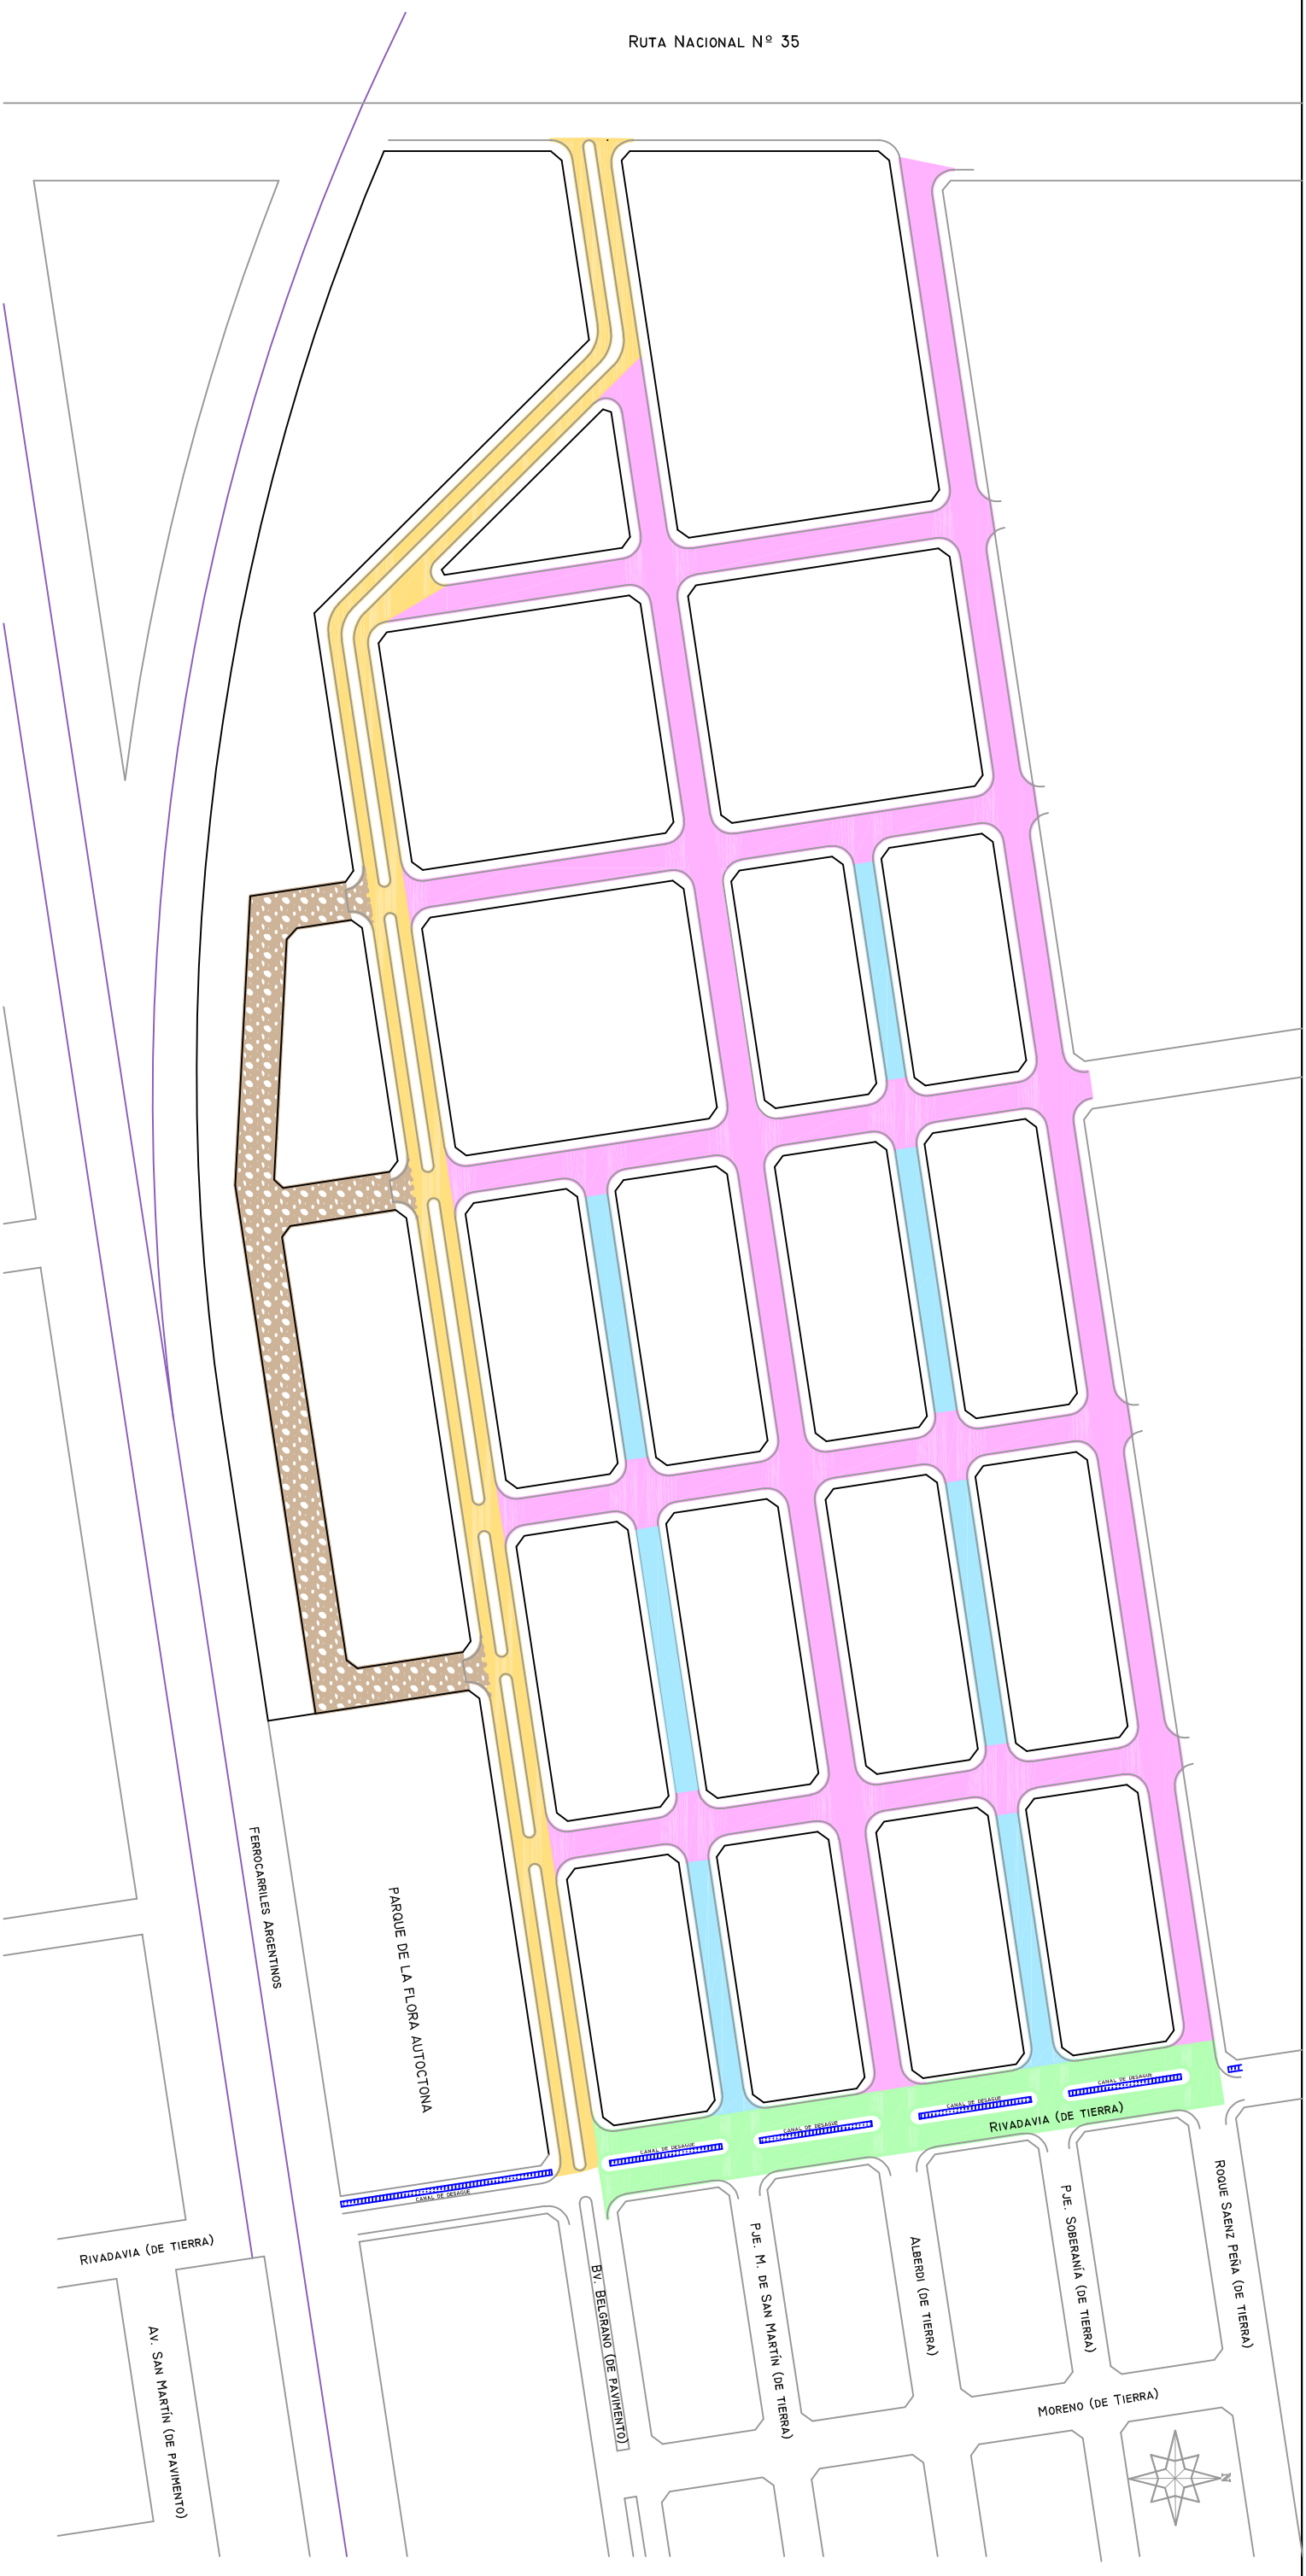 RUTA NACIONAL Nº 35
FERROCARRILES ARGENTINOS
PARQUE DE LA FLORA AUTOCTONA
CANAL DE DESAGUE
CANAL DE DESAGUE
CANAL DE DESAGUE
CANAL DE DESAGUE
CANAL DE DESAGUE
RIVADAVIA (DE TIERRA)
RIVADAVIA (DE TIERRA)
AV. SAN MARTÍN (DE PAVIMENTO)
BV. BELGRANO (DE PAVIMENTO)
PJE. M. DE SAN MARTÍN (DE TIERRA)
ALBERDI (DE TIERRA)
PJE. SOBERANÍA (DE TIERRA)
ROQUE SAENZ PEÑA (DE TIERRA)
MORENO (DE TIERRA)
N